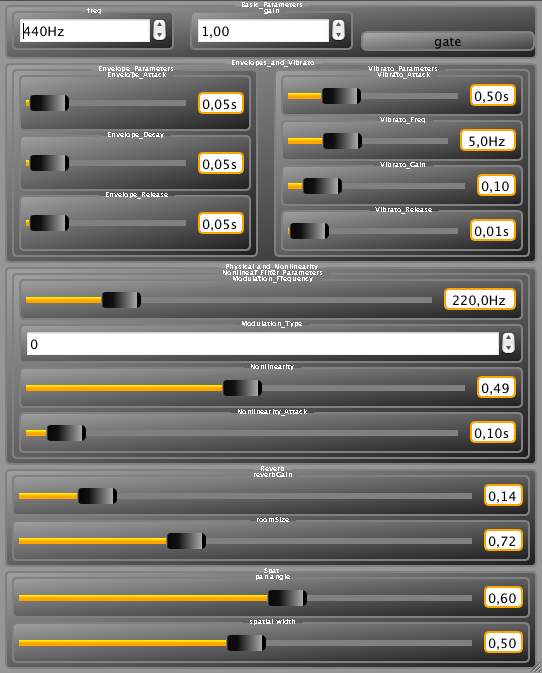 Basic_Parameters
freq
gain
440Hz
1,00
gate
Envelopes_and_Vibrato
Envelope_Parameters
Envelope_Attack
0,05s
Envelope_Decay
0,05s
Envelope_Release
0,05s
Vibrato_Parameters
Vibrato_Attack
0,50s
Vibrato_Freq
5,0Hz
Vibrato_Gain
0,10
Vibrato_Release
0,01s
Physical_and_Nonlinearity
Nonlinear_Filter_Parameters
Modulation_Frequency
220,0Hz
Modulation_Type
0
Nonlinearity
0,49
Nonlinearity_Attack
0,10s
Reverb
reverbGain
0,14
roomSize
0,72
Spat
pan angle
0,60
spatial width
0,50